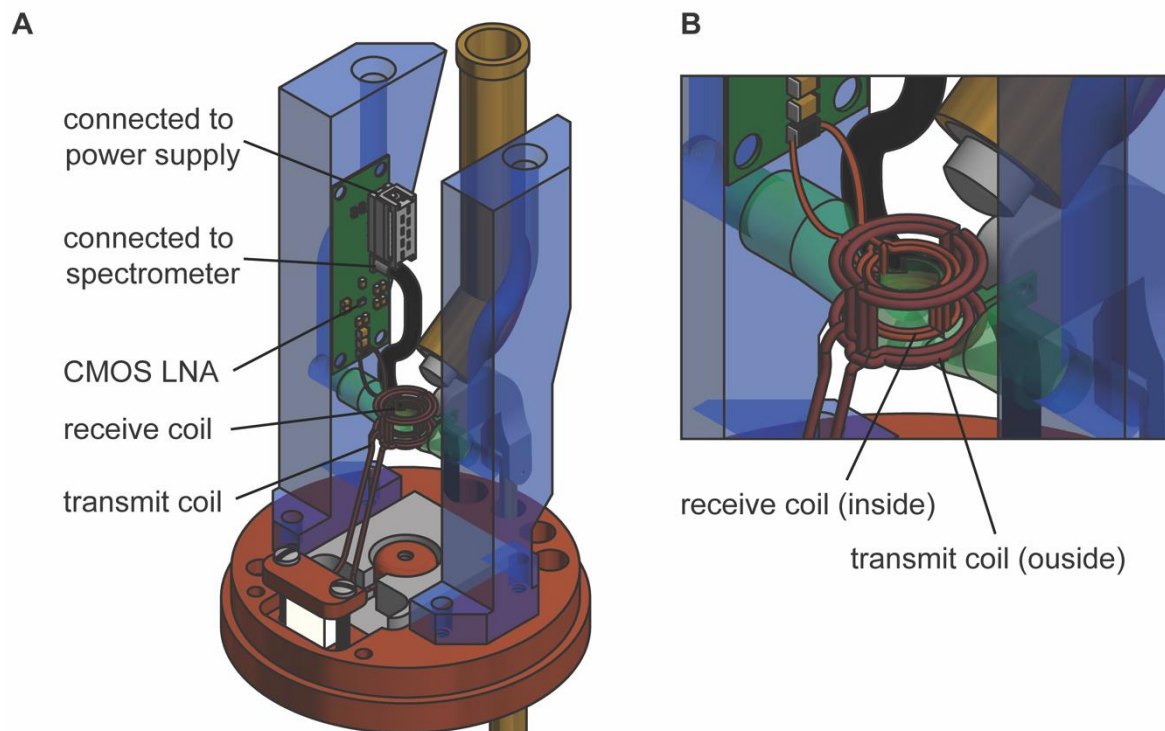 A
connected to
power supply
connected to
spectrometer
CMOS LNA
receive coil
transmit coil
B
receive coil (inside)
transmit coil (ouside)